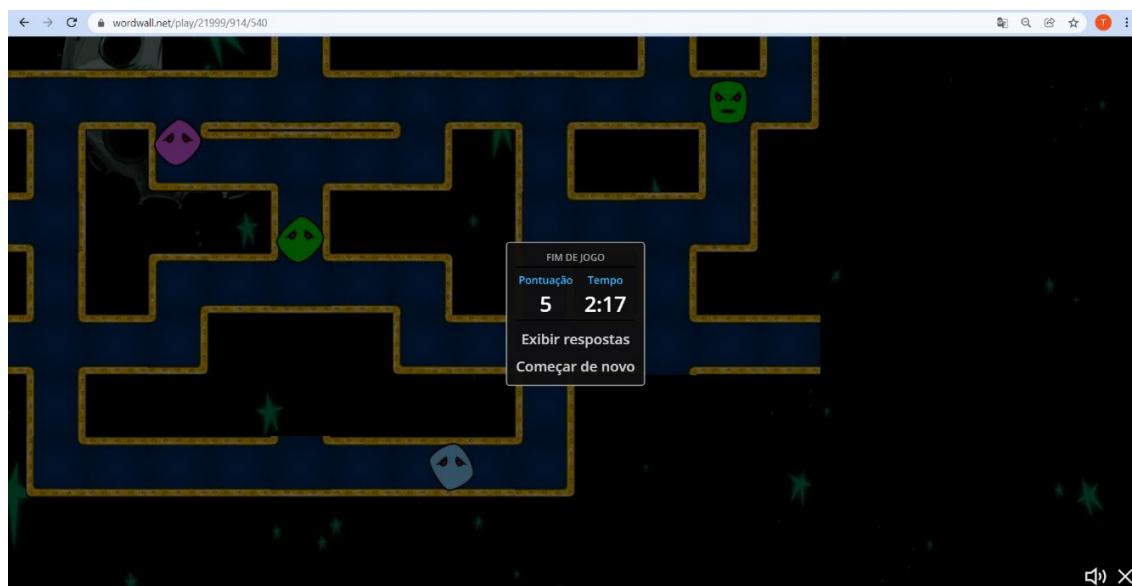 wordwall.net/play/21999/914/540
T
FIM DE JOGO
Pontuação Tempo
5 2:17
Exibir respostas
Começar de novo